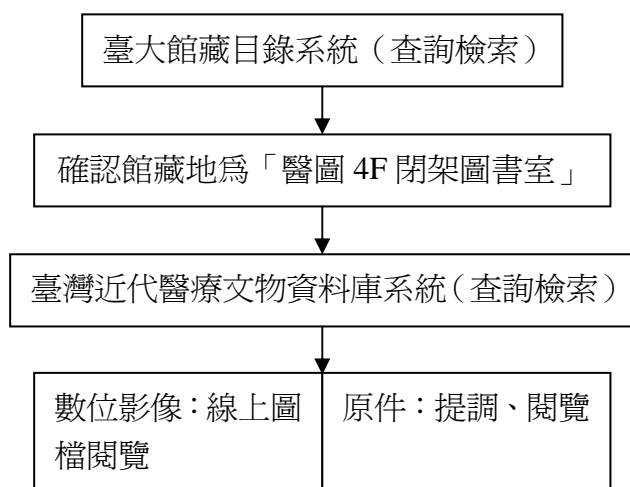 臺大館藏目錄系統（查詢檢索）
確認館藏地為「醫圖 4F 閉架圖書室」
臺灣近代醫療文物資料庫系統（查詢檢索）
數位影像：線上圖
檔閱覽
原件：提調、閱覽